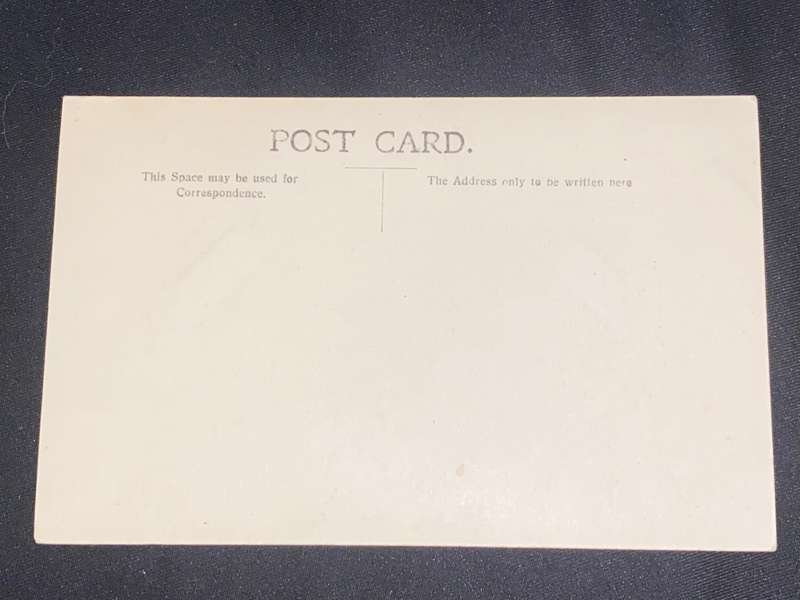 POST CARD.
This Space may be used for
Correspondence.
The Address only to be written here